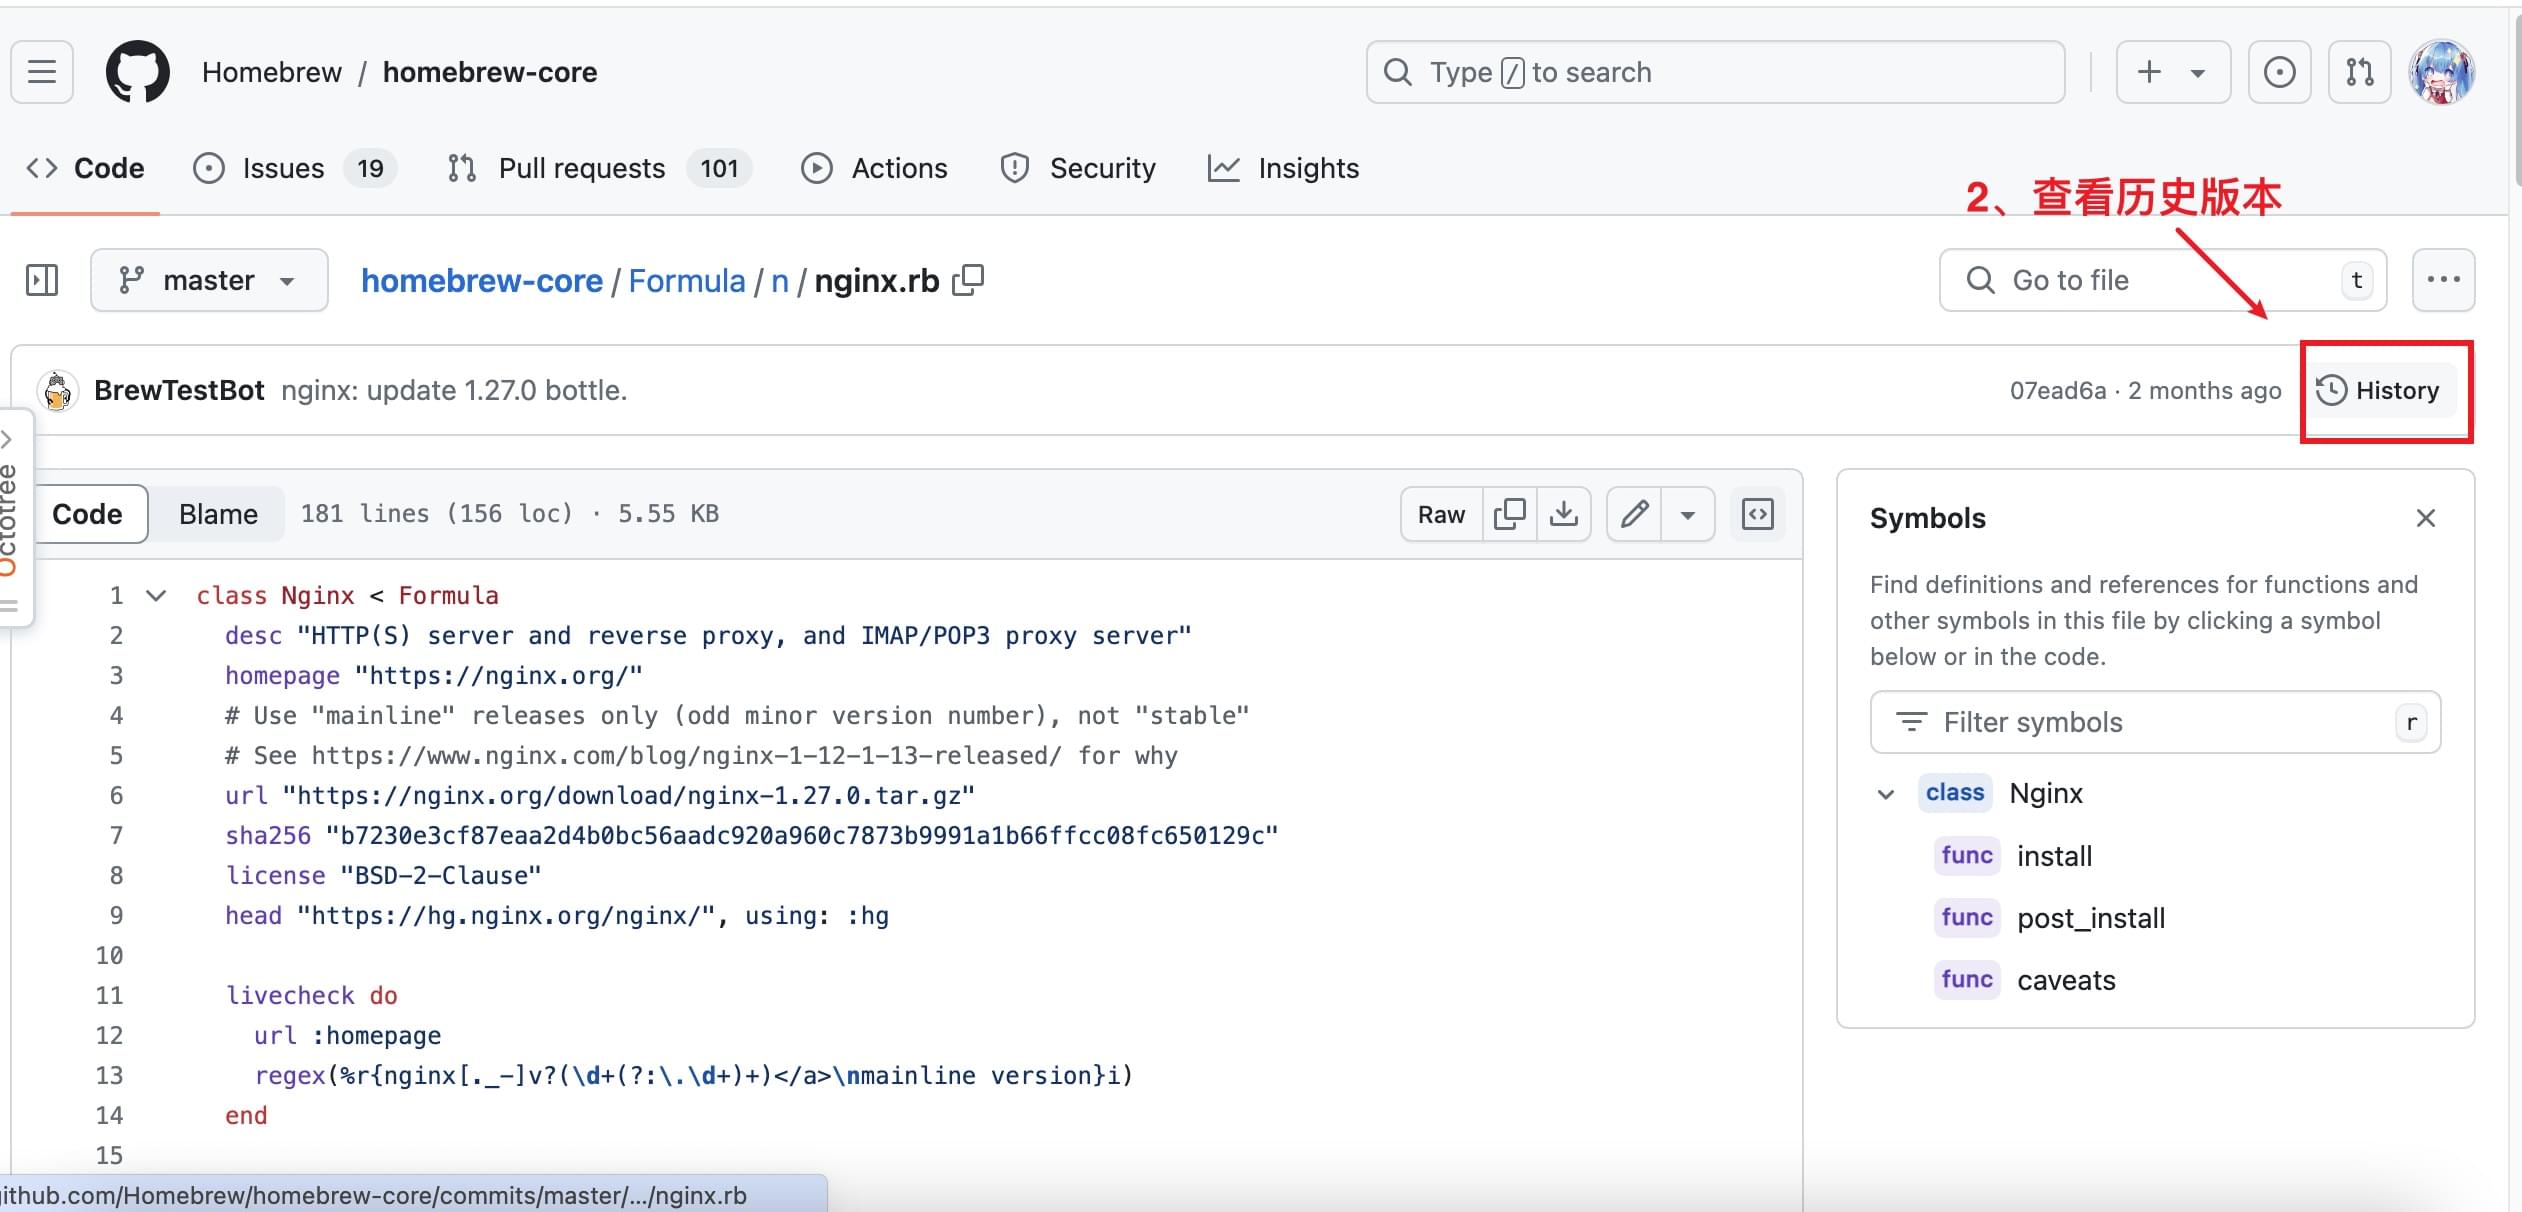 Homebrew / homebrew-core
Type / to search
Code
Issues 19
Pull requests 101
Actions
Security
Insights
2、查看历史版本
master
homebrew-core / Formula / n / nginx.rb
Go to file t
BrewTestBot nginx: update 1.27.0 bottle.
07ead6a · 2 months ago
History
Octotree
Code Blame 181 lines (156 loc) · 5.55 KB
Raw
1 class Nginx < Formula
2 desc "HTTP(S) server and reverse proxy, and IMAP/POP3 proxy server"
3 homepage "https://nginx.org/"
4 # Use "mainline" releases only (odd minor version number), not "stable"
5 # See https://www.nginx.com/blog/nginx-1-12-1-13-released/ for why
6 url "https://nginx.org/download/nginx-1.27.0.tar.gz"
7 sha256 "b7230e3cf87eaa2d4b0bc56aadc920a960c7873b9991a1b66ffcc08fc650129c"
8 license "BSD-2-Clause"
9 head "https://hg.nginx.org/nginx/", using: :hg
10
11 livecheck do
12 url :homepage
13 regex(%r{nginx[._-]v?(\d+(?:\.\d+)+)</a>\nmainline version}i)
14 end
15
Symbols
Find definitions and references for functions and
other symbols in this file by clicking a symbol
below or in the code.
Filter symbols r
class Nginx
func install
func post_install
func caveats
github.com/Homebrew/homebrew-core/commits/master/.../nginx.rb